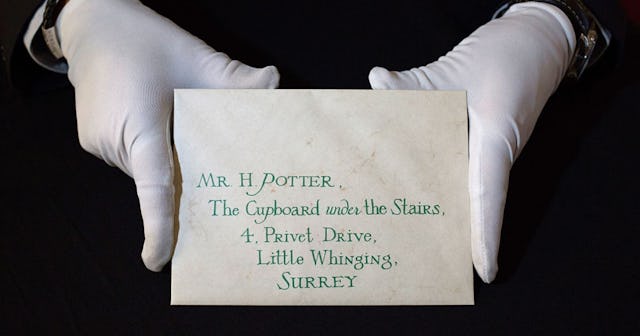 Mr. H. Potter,
The Cupboard under the Stairs,
4, Privet Drive,
Little Whinging,
Surrey